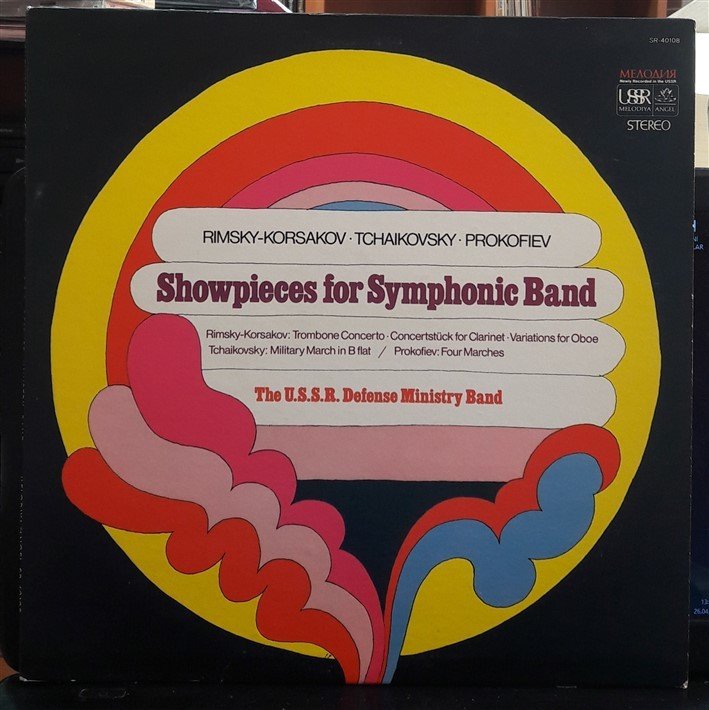 SR-40108
МЕЛОДИЯ
Newly Recorded in the USSR
USSR
MELODIYA ANGEL
STEREO
RIMSKY-KORSAKOV · TCHAIKOVSKY · PROKOFIEV
Showpieces for Symphonic Band
Rimsky-Korsakov: Trombone Concerto · Concertstück for Clarinet · Variations for Oboe
Tchaikovsky: Military March in B flat / Prokofiev: Four Marches
The U.S.S.R. Defense Ministry Band